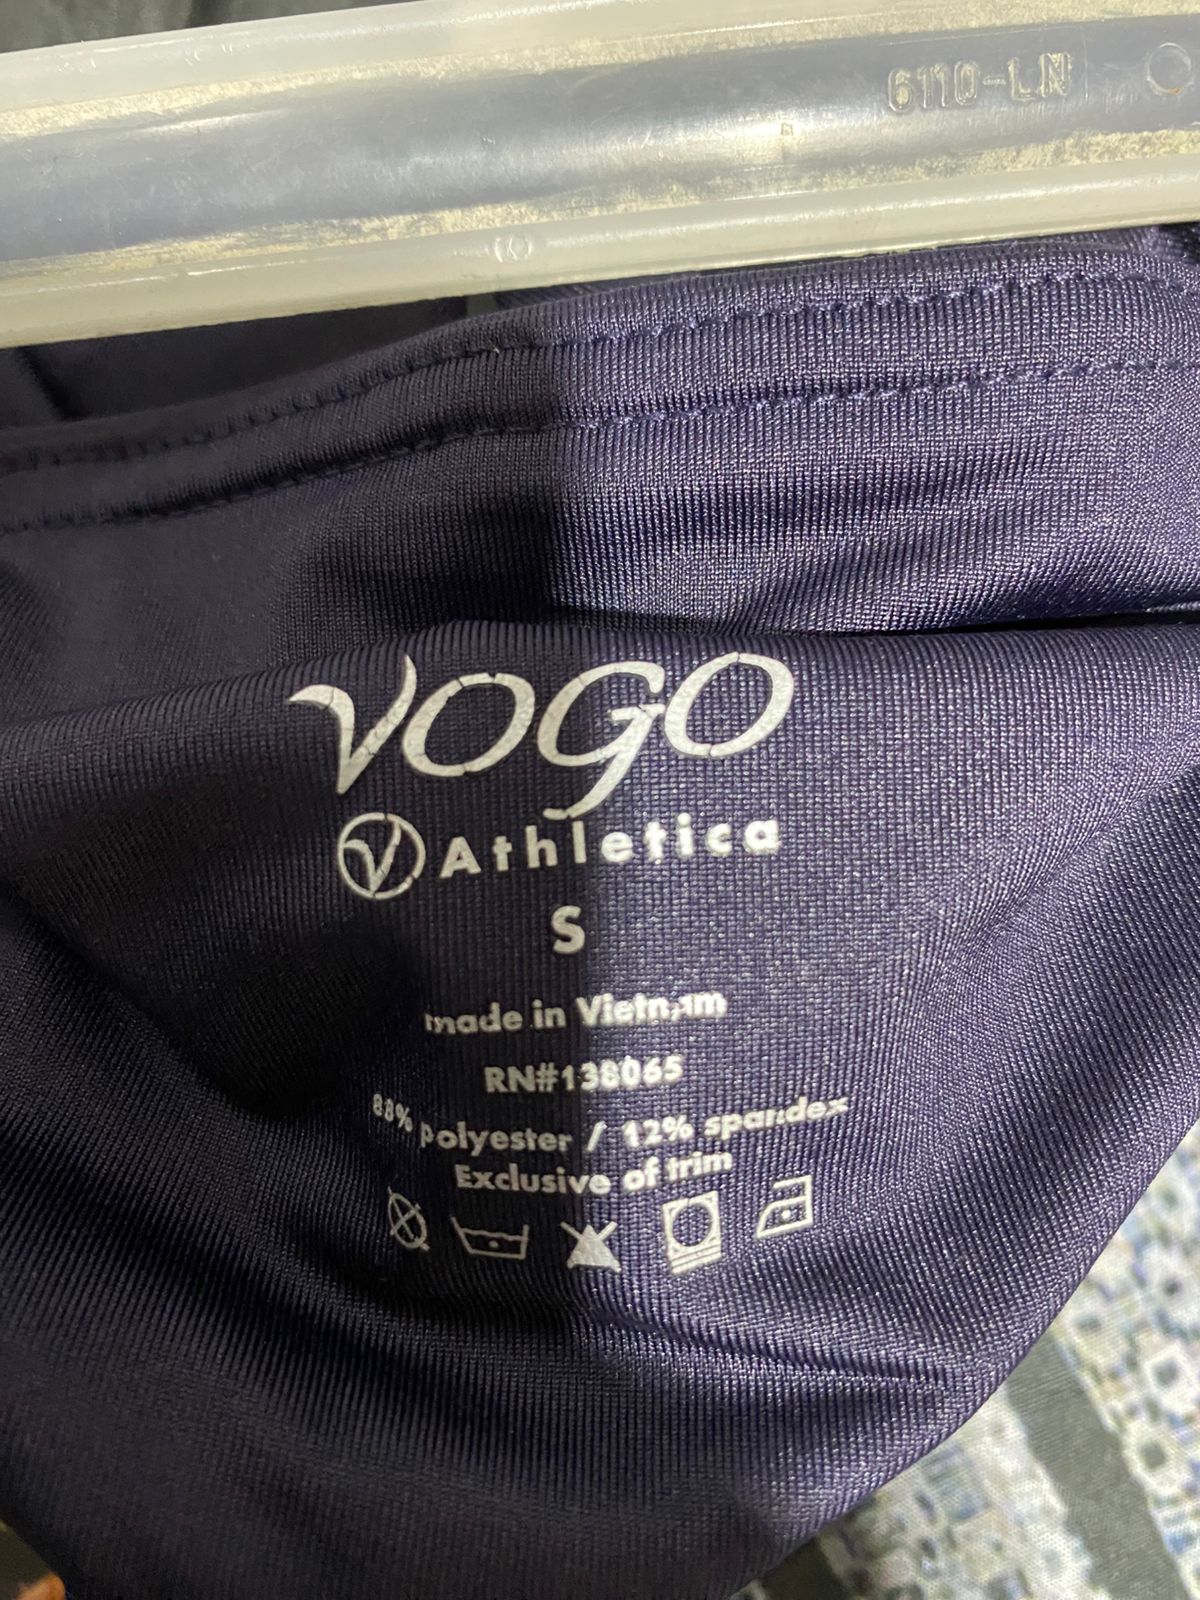 6110-LN
VOGO
V Athletica
S
made in Vietnam
RN#138065
88% polyester / 12% spandex
Exclusive of trim